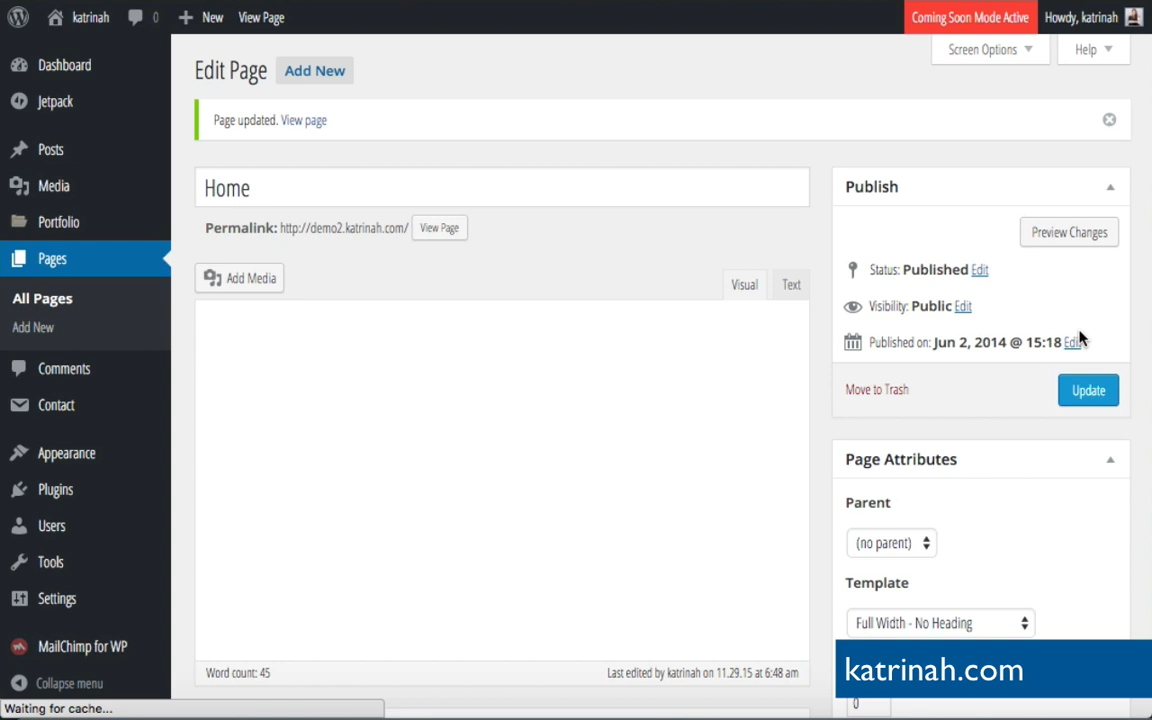 katrinah 0 New View Page Coming Soon Mode Active Howdy, katrinah
Screen Options Help
Dashboard
Jetpack
Posts
Media
Portfolio
Pages
All Pages
Add New
Comments
Contact
Appearance
Plugins
Users
Tools
Settings
MailChimp for WP
Collapse menu
Waiting for cache...
Edit Page Add New
Page updated. View page
Home
Permalink: http://demo2.katrinah.com/ View Page
Add Media Visual Text
Word count: 45 Last edited by katrinah on 11.29.15 at 6:48 am
Publish
Preview Changes
Status: Published Edit
Visibility: Public Edit
Published on: Jun 2, 2014 @ 15:18 Edit
Move to Trash Update
Page Attributes
Parent
(no parent)
Template
Full Width - No Heading
katrinah.com
0